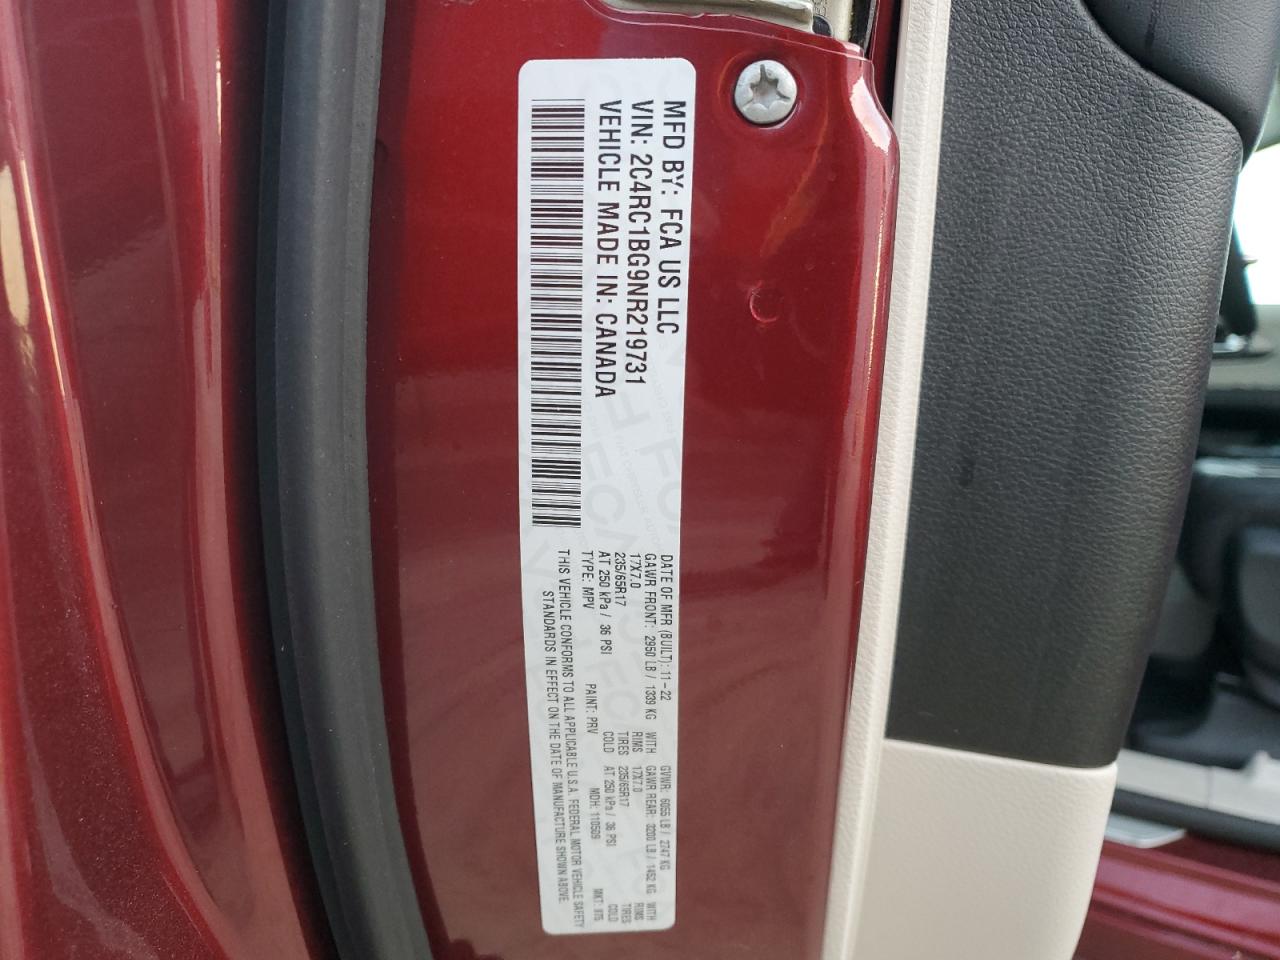 MFD BY: FCA US LLC
VIN: 2C4RC1BG9NR219731
VEHICLE MADE IN: CANADA
DATE OF MFR (BUILT): 11-22 GVWR: 6055 LB / 2747 KG
GAWR FRONT: 2950 LB / 1339 KG WITH GAWR REAR: 3200 LB / 1452 KG WITH
17X7.0 RIMS 17X7.0 RIMS
235/65R17 TIRES 235/65R17 TIRES
AT 250 kPa / 36 PSI COLD AT 250 kPa / 36 PSI COLD
TYPE: MPV PAINT: PRV MDH: 110509 MKT:
THIS VEHICLE CONFORMS TO ALL APPLICABLE U.S.A. FEDERAL MOTOR VEHICLE SAFETY
STANDARDS IN EFFECT ON THE DATE OF MANUFACTURE SHOWN ABOVE.